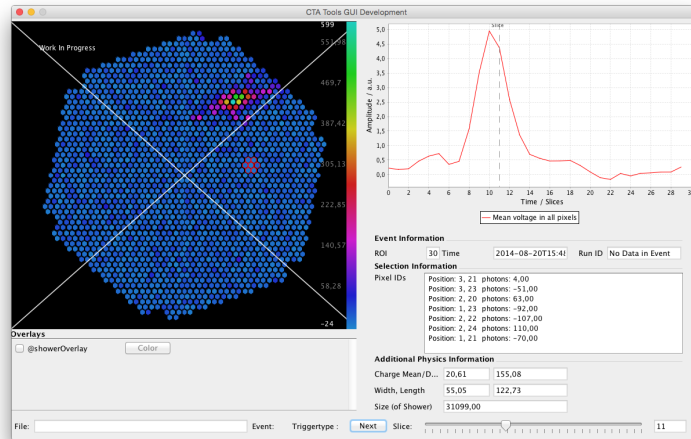 CTA Tools GUI Development
Work In Progress
599
551,98
469,7
387,42
305,13
222,85
140,57
58,28
-24
Amplitude / a.u.
5,0
4,5
4,0
3,5
3,0
2,5
2,0
1,5
1,0
0,5
0,0
0 2 4 6 8 10 12 14 16 18 20 22 24 26 28
Time / Slices
Mean voltage in all pixels
Event Information
ROI 30 Time 2014-08-20T15:48 Run ID No Data in Event
Selection Information
Pixel IDs
Position: 3, 21 photons: 4,00
Position: 3, 23 photons: -51,00
Position: 2, 20 photons: 63,00
Position: 1, 23 photons: -92,00
Position: 2, 22 photons: -107,00
Position: 2, 24 photons: 110,00
Position: 1, 21 photons: -70,00
Overlays
@showOverlay Color
Additional Physics Information
Charge Mean/D... 20,61 155,08
Width, Length 55,05 122,73
Size (of Shower) 31099,00
File: Event: Triggertype : Next Slice: 11